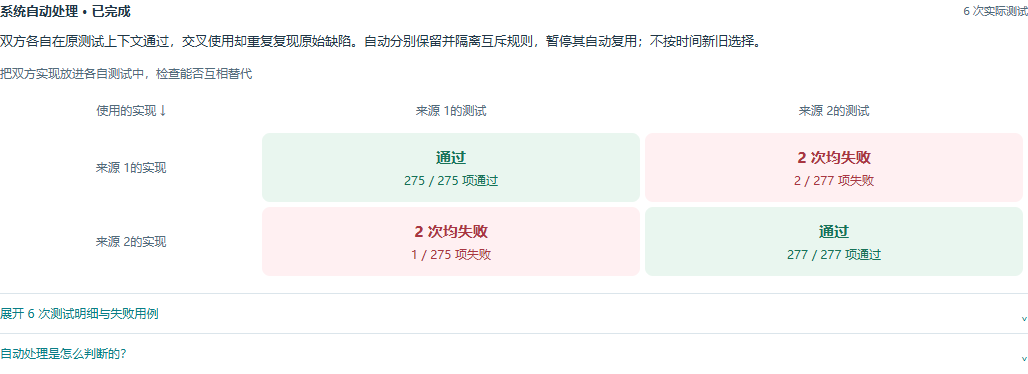 系统自动处理 • 已完成
6 次实际测试
双方各自在原测试上下文通过，交叉使用却重复复现原始缺陷。自动分别保留并隔离互斥规则，暂停其自动复用；不按时间新旧选择。
把双方实现放进各自测试中，检查能否互相替代
使用的实现↓
来源 1的测试
来源 2的测试
来源 1的实现
通过
275 / 275 项通过
2 次均失败
2 / 277 项失败
来源 2的实现
2 次均失败
1 / 275 项失败
通过
277 / 277 项通过
展开 6 次测试明细与失败用例
自动处理是怎么判断的？